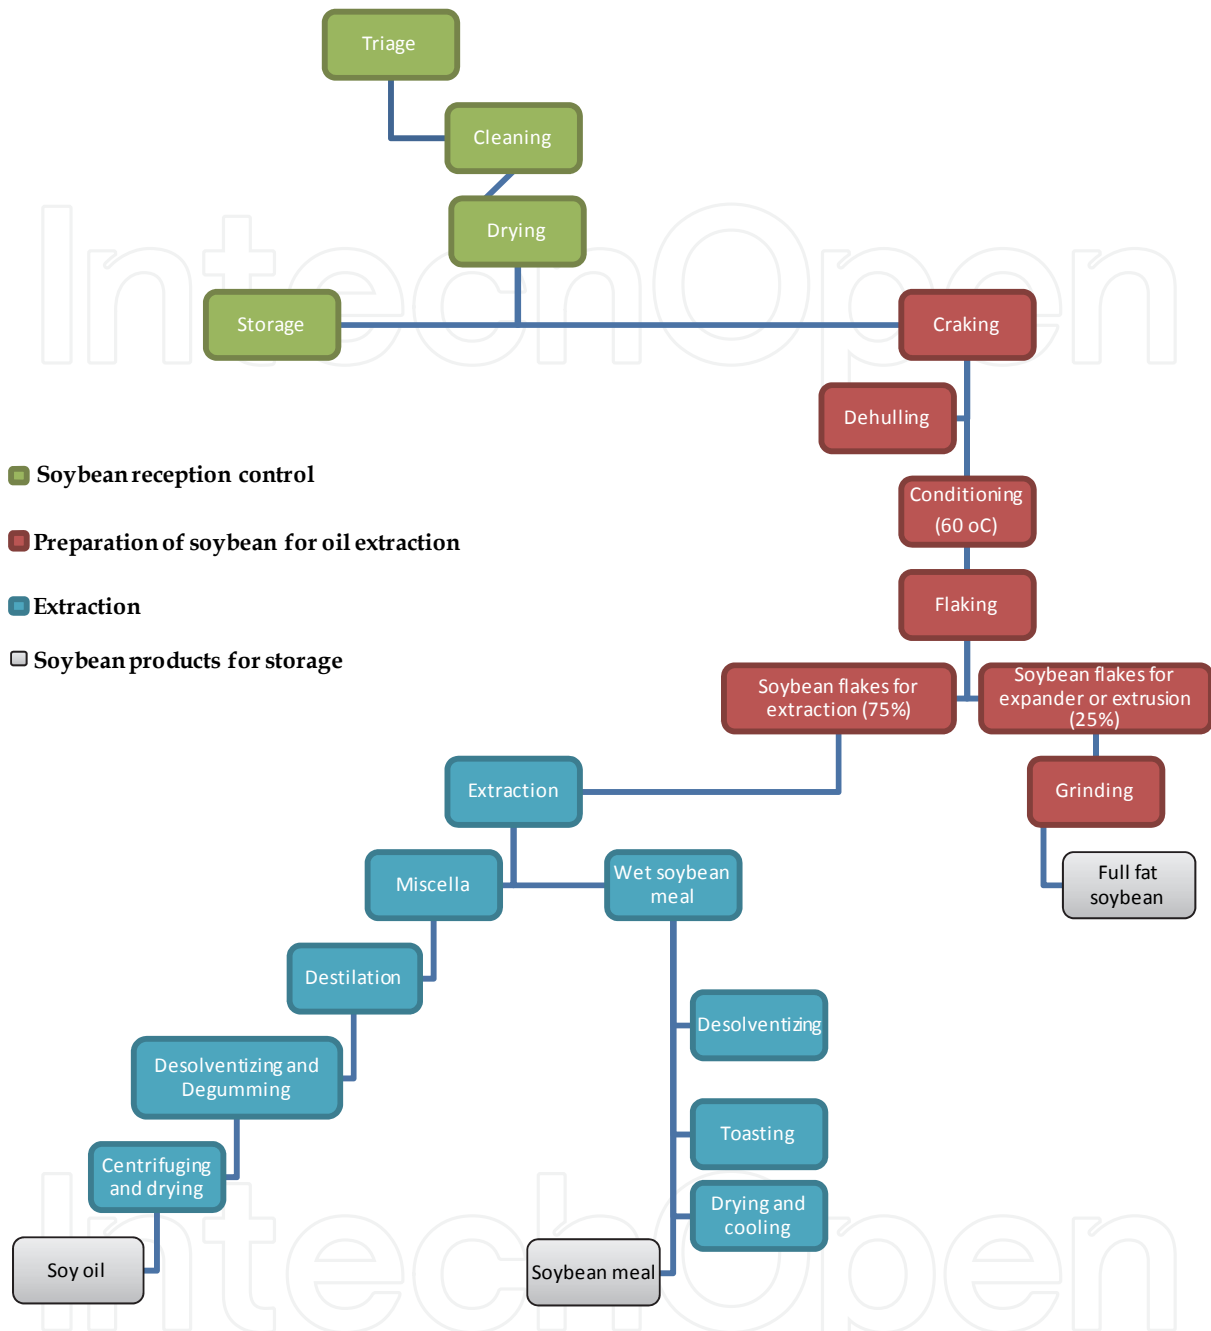 Triage
Cleaning
Drying
Storage
Craking
Dehulling
Conditioning
(60 oC)
Flaking
Soybean reception control
Preparation of soybean for oil extraction
Extraction
Soybean products for storage
Soybean flakes for
extraction (75%)
Soybean flakes for
expander or extrusion
(25%)
Extraction
Grinding
Miscella
Wet soybean
meal
Full fat
soybean
Destilation
Desolventizing
Desolventizing and
Degumming
Toasting
Centrifuging
and drying
Drying and
cooling
Soy oil
Soybean meal
IntechOpen
IntechOpen